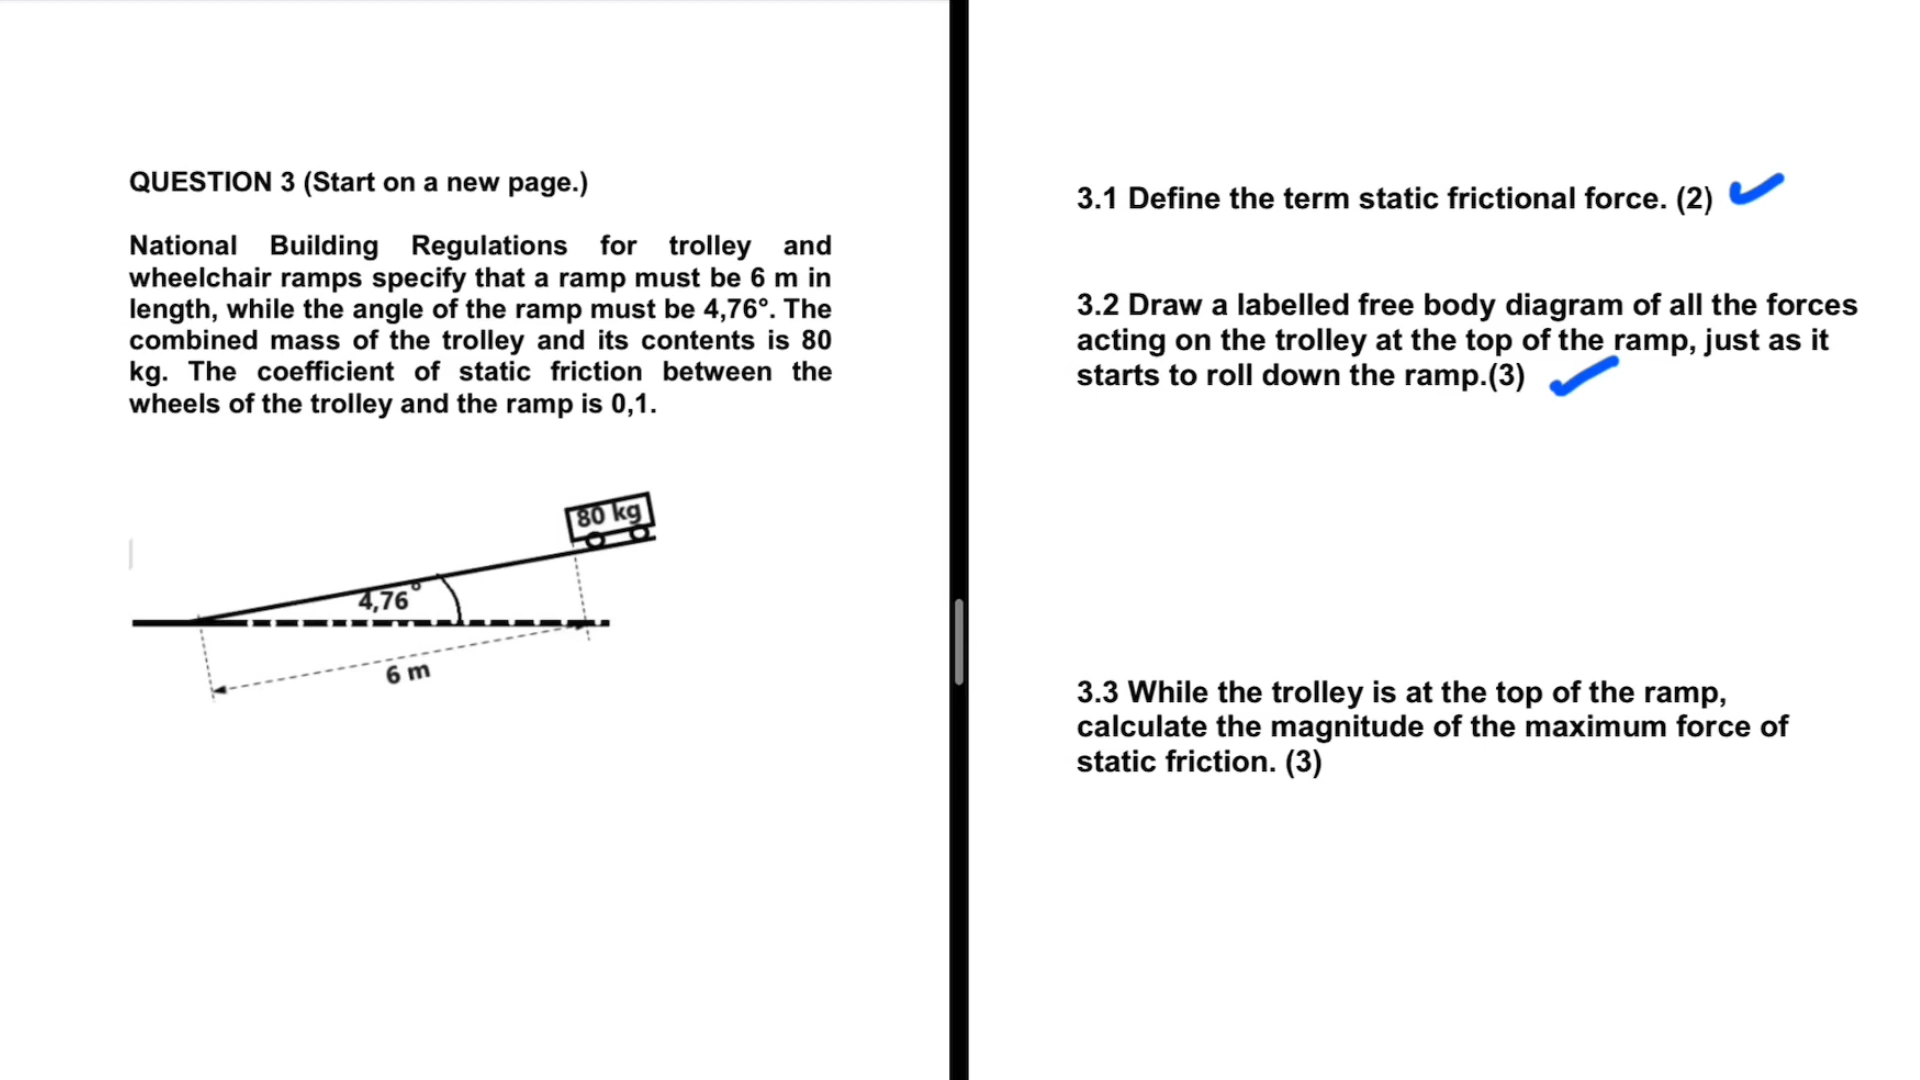 QUESTION 3 (Start on a new page.)
National Building Regulations for trolley and
wheelchair ramps specify that a ramp must be 6 m in
length, while the angle of the ramp must be 4,76°. The
combined mass of the trolley and its contents is 80
kg. The coefficient of static friction between the
wheels of the trolley and the ramp is 0,1.
80 kg
4,76°
6 m
3.1 Define the term static frictional force. (2)
3.2 Draw a labelled free body diagram of all the forces
acting on the trolley at the top of the ramp, just as it
starts to roll down the ramp.(3)
3.3 While the trolley is at the top of the ramp,
calculate the magnitude of the maximum force of
static friction. (3)